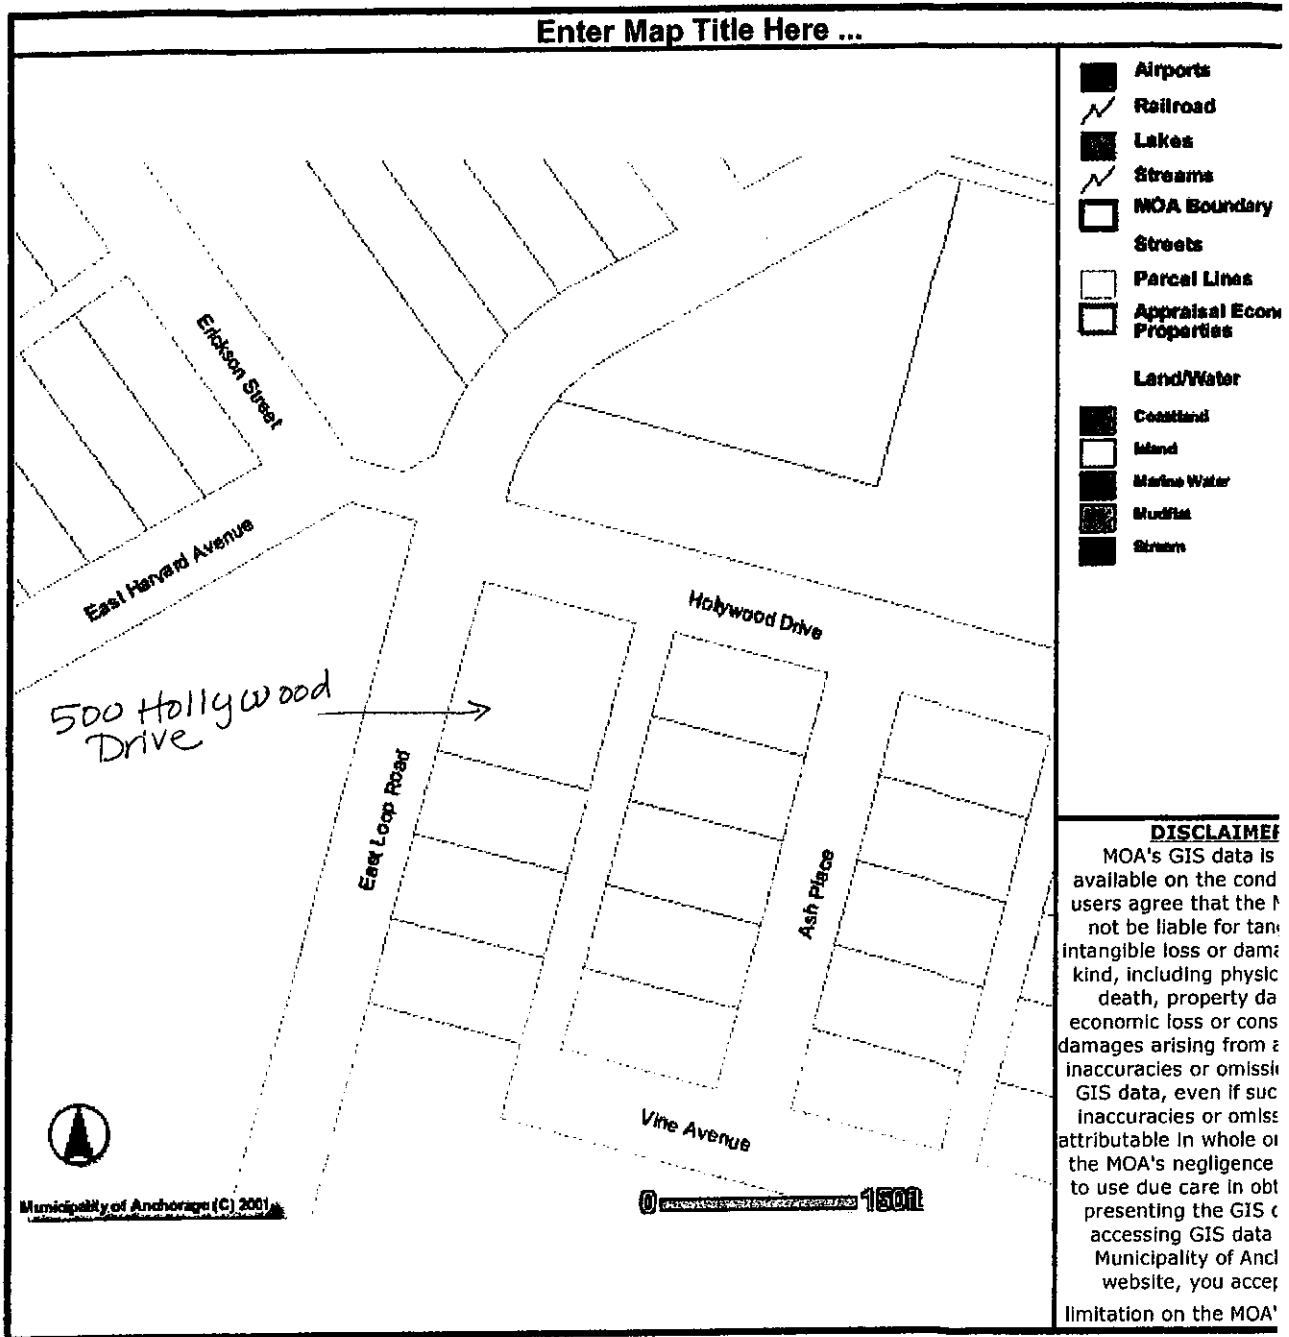 Enter Map Title Here ...
Airports
Railroad
Lakes
Streams
MOA Boundary
Streets
Parcel Lines
Appraisal Econ
Properties
Land/Water
Coastland
Island
Marine Water
Mudflat
Stream
Erickson Street
East Harvard Avenue
Hollywood Drive
500 Hollywood
Drive
East Loop Road
Ash Place
Vine Avenue
Municipality of Anchorage (C) 2001
0 150ft
DISCLAIMER
MOA's GIS data is
available on the cond
users agree that the M
not be liable for tan
intangible loss or dama
kind, including physic
death, property da
economic loss or cons
damages arising from a
inaccuracies or omissi
GIS data, even if suc
inaccuracies or omiss
attributable in whole or
the MOA's negligence
to use due care in obt
presenting the GIS
accessing GIS data
Municipality of Anch
website, you accep
limitation on the MOA'